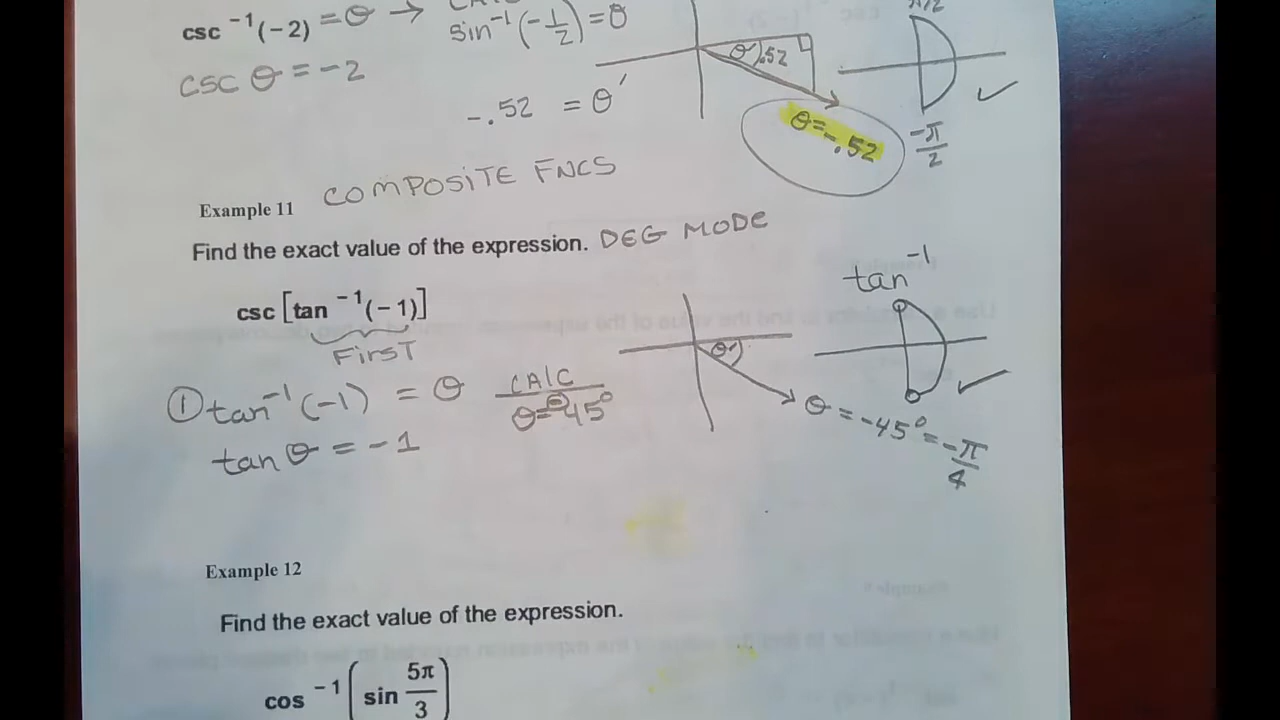 csc ⁻¹(−2) = θ → 
sin⁻¹(-1/2) = θ
π/2
csc θ = −2
θ' .52
-.52 = θ'
θ=-.52
-π/2
COMPOSITE FNCS
Example 11
Find the exact value of the expression. DEG MODE
tan⁻¹
csc [tan ⁻¹(− 1)]
FIRST
θ'
① tan⁻¹(-1) = θ
CALC
θ=-45°
θ = -45° = -π/4
tan θ = -1
Example 12
Find the exact value of the expression.
cos ⁻¹(sin 5π/3)